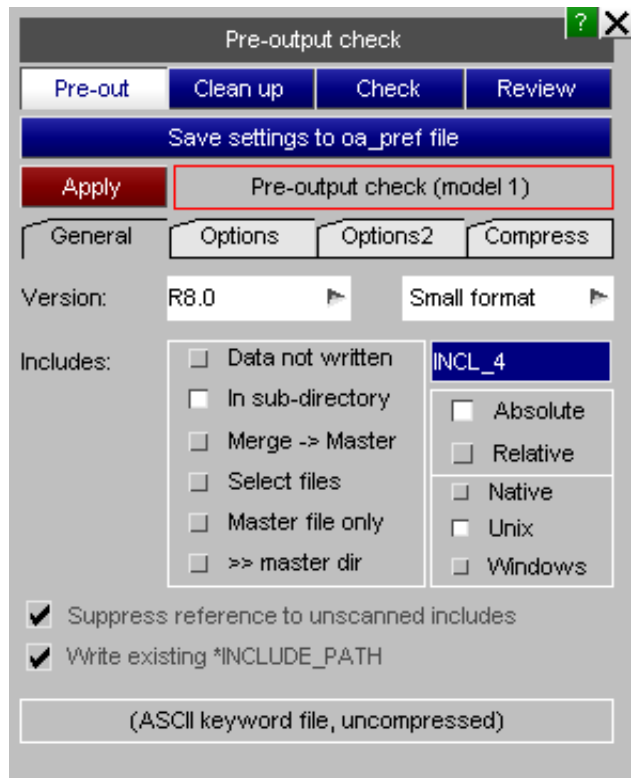 Pre-output check ?
Pre-out Clean up Check Review
Save settings to oa_pref file
Apply Pre-output check (model 1)
General Options Options2 Compress
Version: R8.0 Small format
Includes: Data not written INCL_4
In sub-directory Absolute
Merge -> Master Relative
Select files Native
Master file only Unix
>> master dir Windows
Suppress reference to unscanned includes
Write existing *INCLUDE_PATH
(ASCII keyword file, uncompressed)